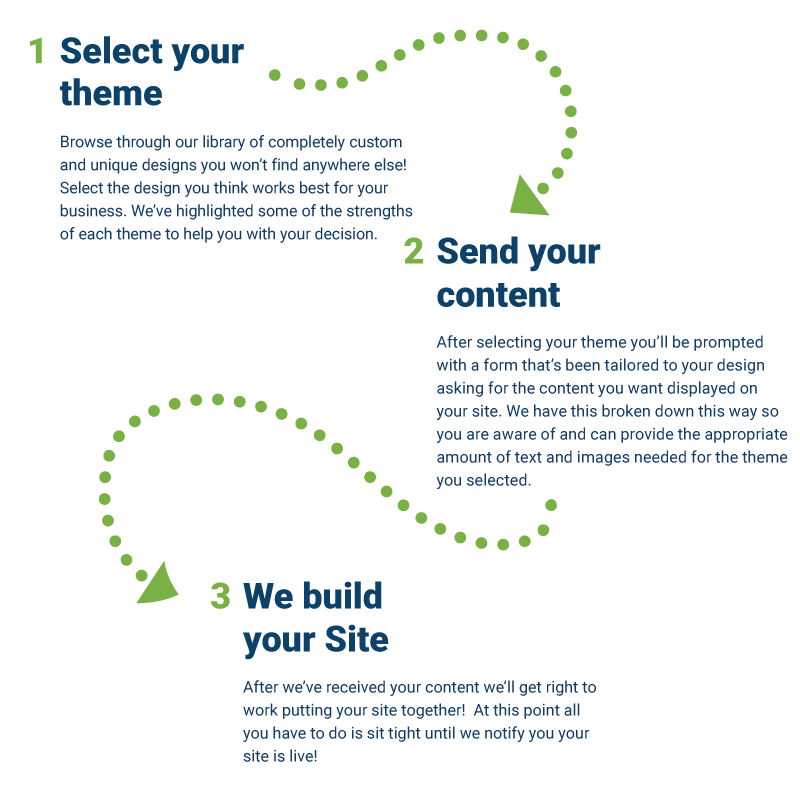 1 Select your
theme
Browse through our library of completely custom
and unique designs you won’t find anywhere else!
Select the design you think works best for your
business. We’ve highlighted some of the strengths
of each theme to help you with your decision.
2 Send your
content
After selecting your theme you’ll be prompted
with a form that’s been tailored to your design
asking for the content you want displayed on
your site. We have this broken down this way so
you are aware of and can provide the appropriate
amount of text and images needed for the theme
you selected.
3 We build
your Site
After we’ve received your content we’ll get right to
work putting your site together!  At this point all
you have to do is sit tight until we notify you your
site is live!